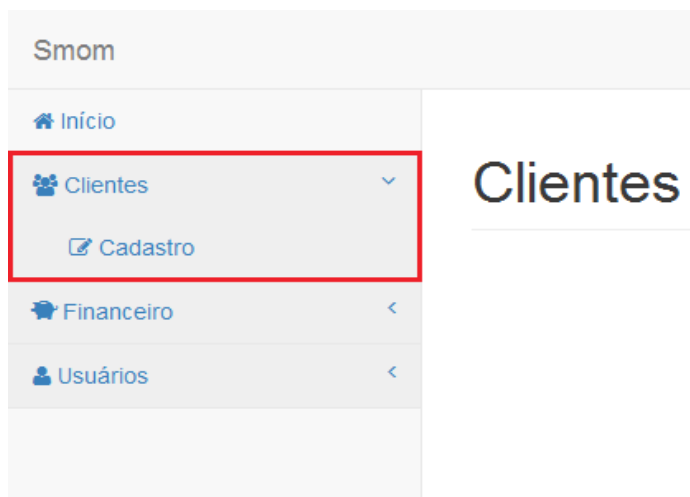 Smom
Início
Clientes
Cadastro
Financeiro
Usuários
Clientes